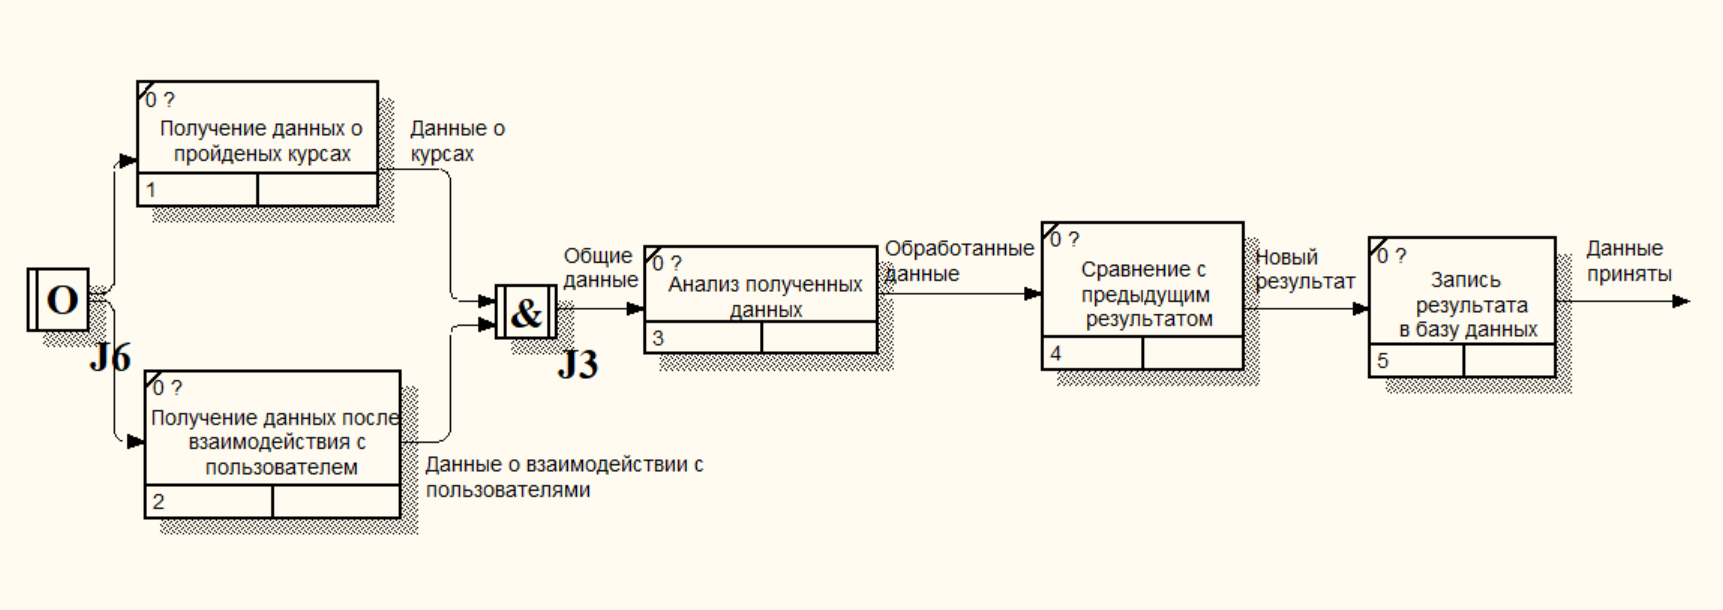 0 ?
Получение данных о
пройденых курсах
1
Данные о
курсах
O
J6
0 ?
Получение данных после
взаимодействия с
пользователем
2
Данные о взаимодействии с
пользователями
&
J3
Общие
данные
0 ?
Анализ полученных
данных
3
Обработанные
данные
0 ?
Сравнение с
предыдущим
результатом
4
Новый
результат
0 ?
Запись
результата
в базу данных
5
Данные
приняты